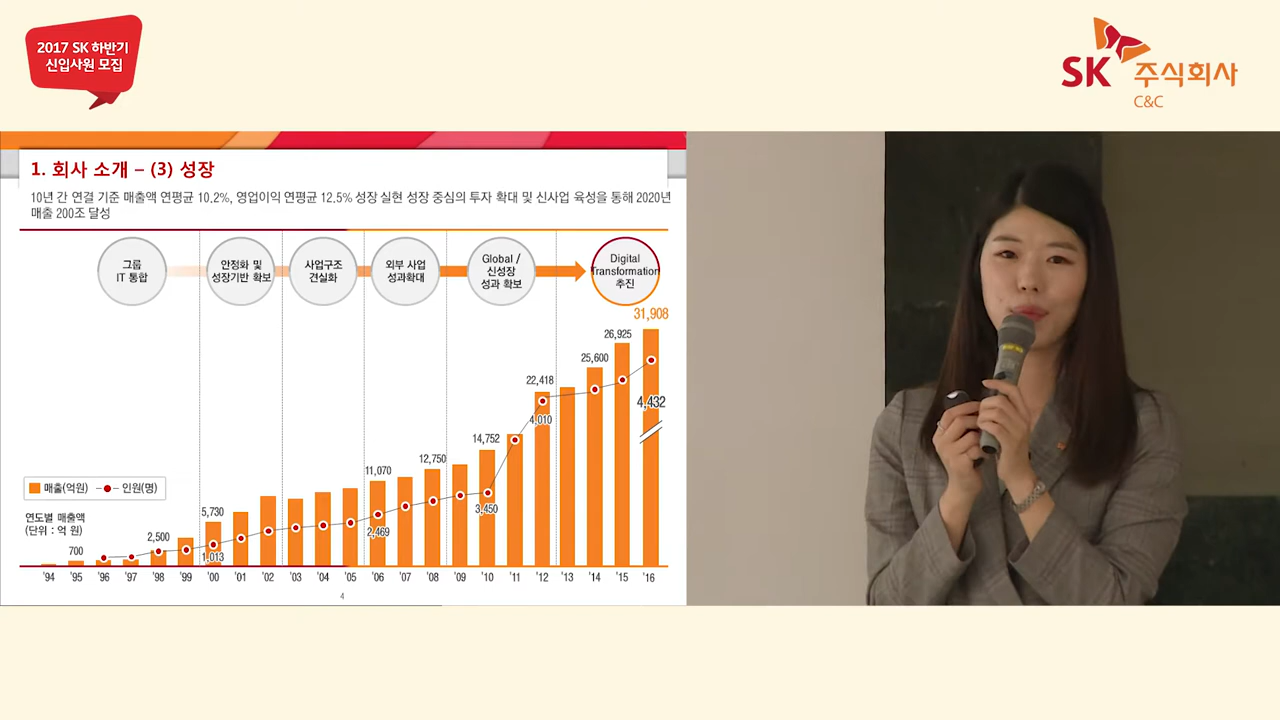 2017 SK 하반기
신입사원 모집
SK 주식회사
C&C
1. 회사 소개 – (3) 성장
10년 간 연결 기준 매출액 연평균 10.2%, 영업이익 연평균 12.5% 성장 실현 성장 중심의 투자 확대 및 신사업 육성을 통해 2020년
매출 200조 달성
그룹
IT 통합
안정화 및
성장기반 확보
사업구조
견실화
외부 사업
성과확대
Global /
신성장
성과 확보
Digital
Transformation
추진
31,908
26,925
25,600
22,418
4,432
4,010
14,752
12,750
11,070
3,450
매출(억원)
인원(명)
5,730
2,469
연도별 매출액
(단위 : 억 원)
2,500
700
1,013
'94 '95 '96 '97 '98 '99 '00 '01 '02 '03 '04 '05 '06 '07 '08 '09 '10 '11 '12 '13 '14 '15 '16
4